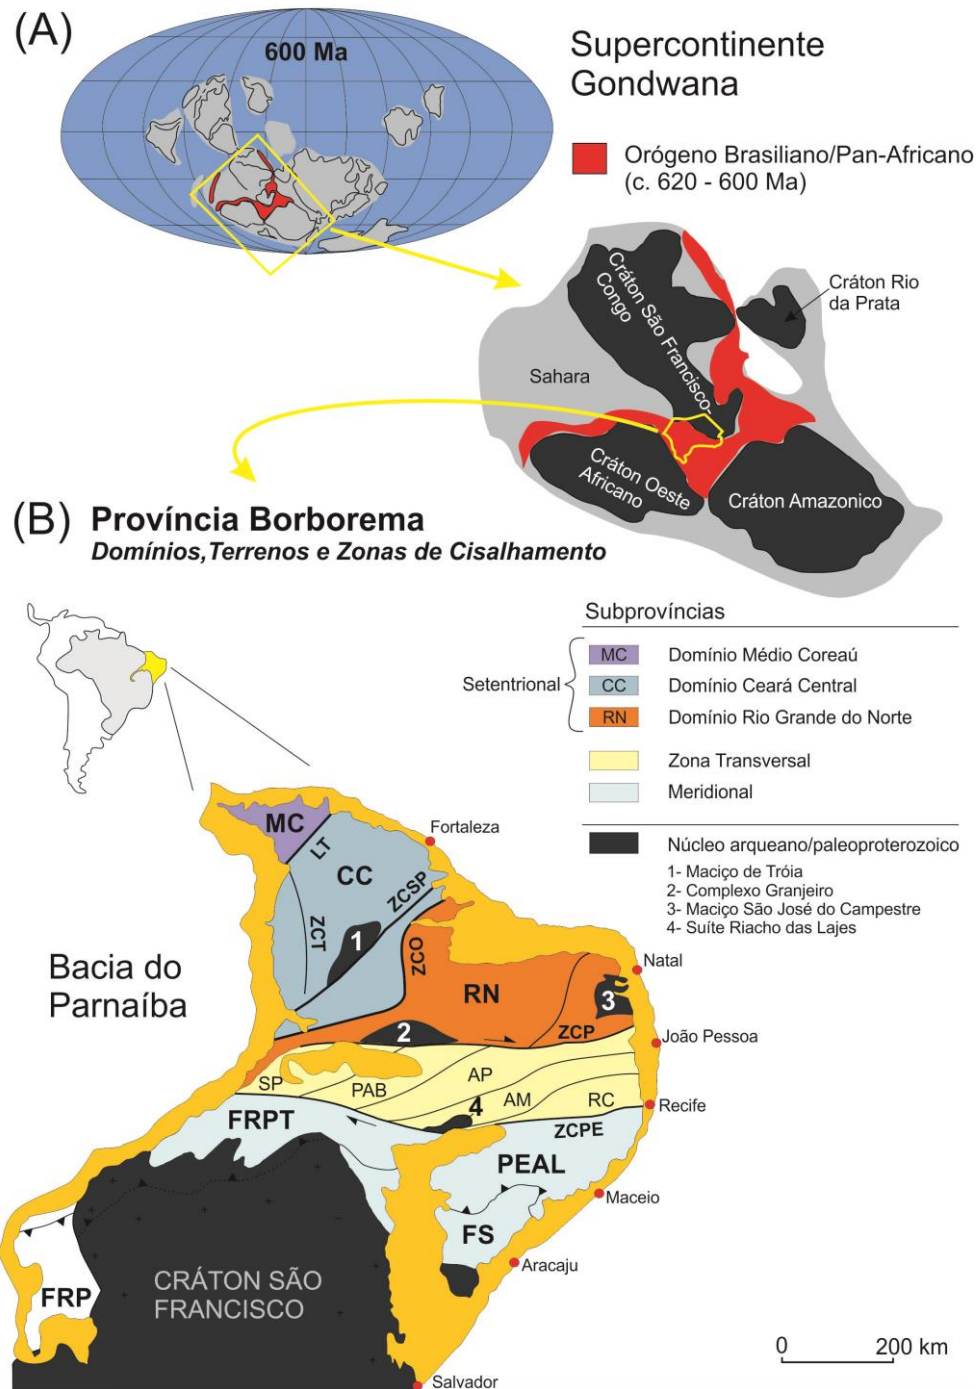 (A)
600 Ma
Supercontinente
Gondwana
Orógeno Brasiliano/Pan-Africano
(c. 620 - 600 Ma)
Cráton São Francisco-
Congo
Cráton Rio
da Prata
Sahara
Cráton Oeste
Africano
Cráton Amazonico
(B) Província Borborema
Domínios,Terrenos e Zonas de Cisalhamento
Subprovíncias
Setentrional
MC Domínio Médio Coreaú
CC Domínio Ceará Central
RN Domínio Rio Grande do Norte
Zona Transversal
Meridional
Núcleo arqueano/paleoproterozoico
1- Maciço de Tróia
2- Complexo Granjeiro
3- Maciço São José do Campestre
4- Suíte Riacho das Lajes
MC
LT
Fortaleza
CC
ZCSP
ZCT
1
ZCO
Bacia do
Parnaíba
Natal
RN
3
2
ZCP
João Pessoa
SP
PAB
AP
AM
RC
4
Recife
FRPT
ZCPE
PEAL
Maceio
FS
Aracaju
CRÁTON SÃO
FRANCISCO
FRP
0 200 km
Salvador